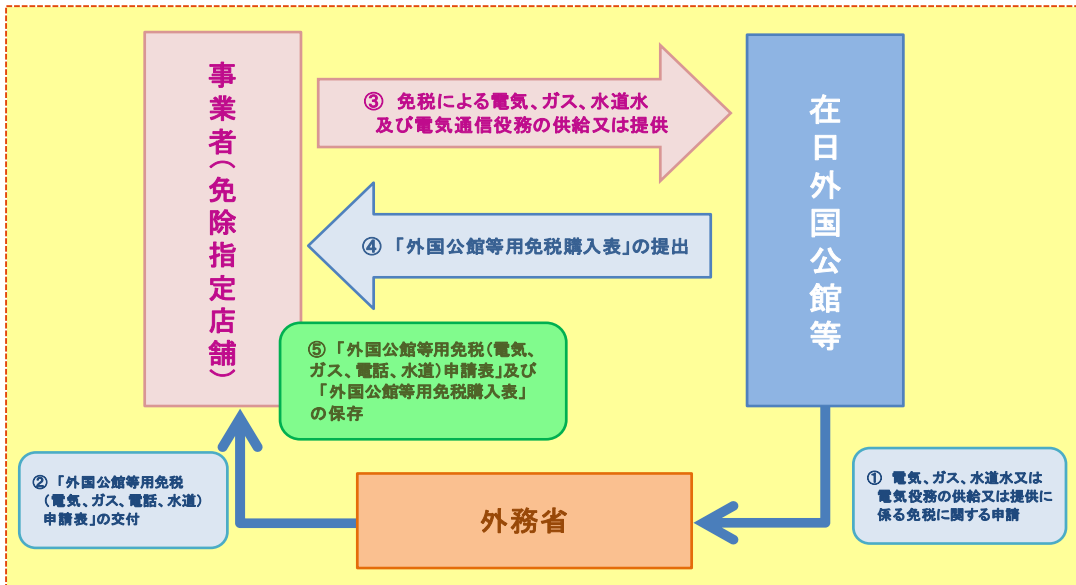 事業者（免除指定店舗）
③ 免税による電気、ガス、水道水
及び電気通信役務の供給又は提供
在日外国公館等
④ 「外国公館等用免税購入表」の提出
⑤ 「外国公館等用免税（電気、
ガス、電話、水道）申請表」及び
「外国公館等用免税購入表」
の保存
② 「外国公館等用免税
（電気、ガス、電話、水道）
申請表」の交付
外務省
① 電気、ガス、水道水又は
電気役務の供給又は提供に
係る免税に関する申請